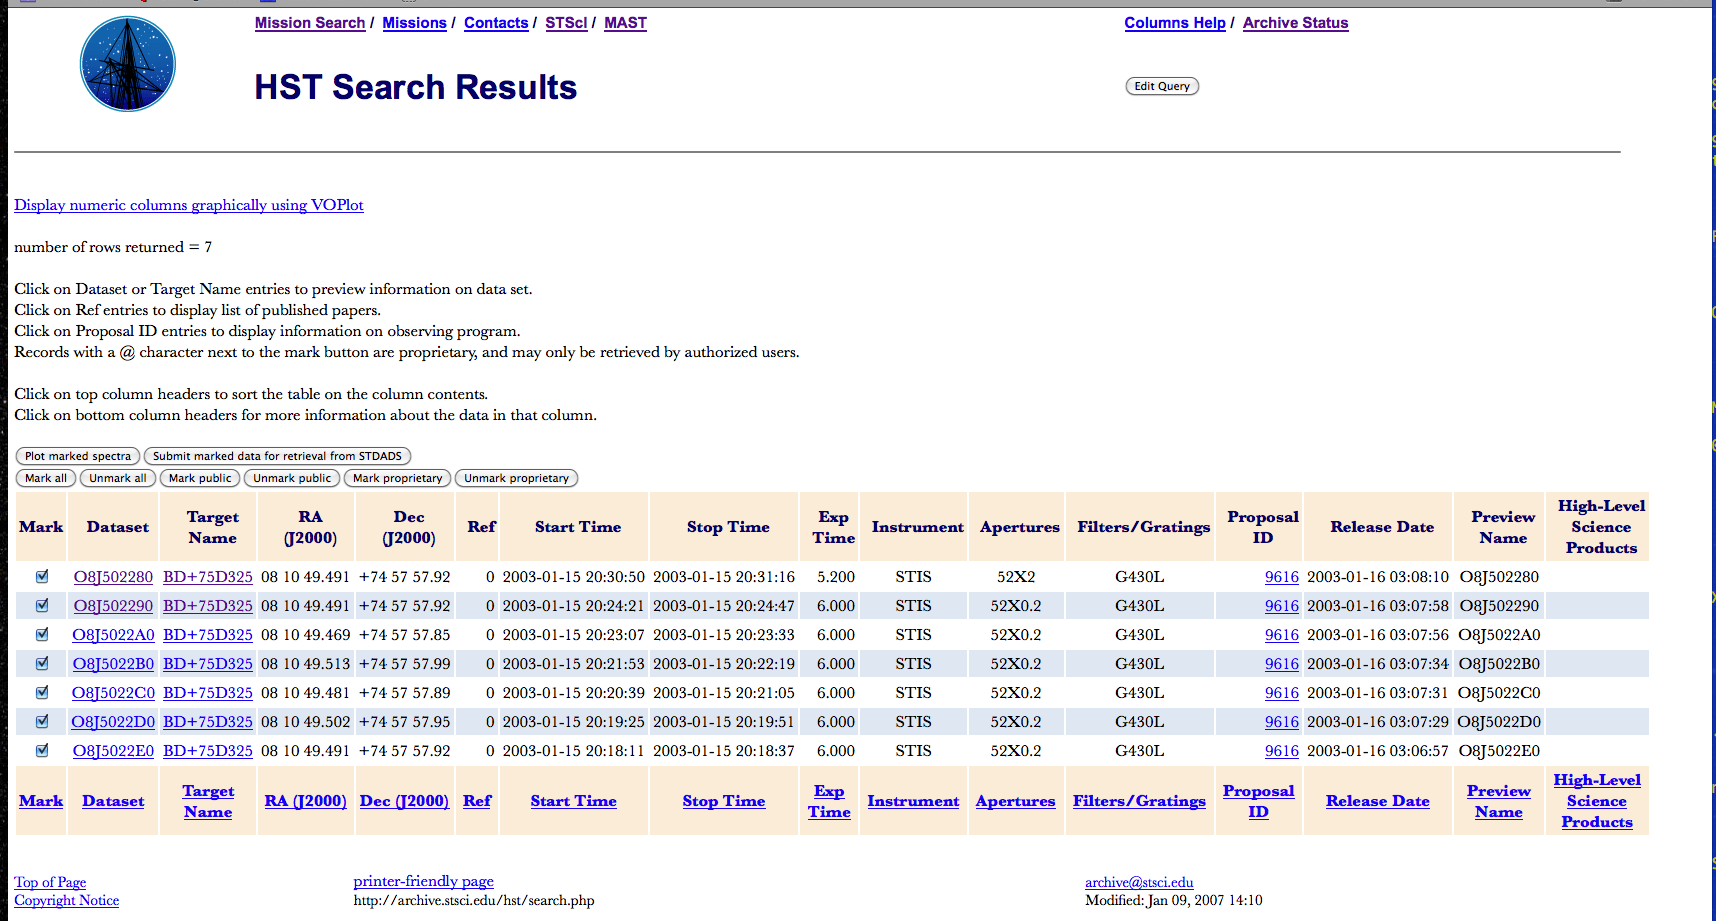 Mission Search / Missions / Contacts / STScI / MAST
Columns Help / Archive Status
HST Search Results
Edit Query
Display numeric columns graphically using VOPlot
number of rows returned = 7
Click on Dataset or Target Name entries to preview information on data set.
Click on Ref entries to display list of published papers.
Click on Proposal ID entries to display information on observing program.
Records with a @ character next to the mark button are proprietary, and may only be retrieved by authorized users.
Click on top column headers to sort the table on the column contents.
Click on bottom column headers for more information about the data in that column.
Plot marked spectra Submit marked data for retrieval from STDADS
Mark all Unmark all Mark public Unmark public Mark proprietary Unmark proprietary
Mark Dataset Target Name RA (J2000) Dec (J2000) Ref Start Time Stop Time Exp Time Instrument Apertures Filters/Gratings Proposal ID Release Date Preview Name High-Level Science Products
O8J502280 BD+75D325 08 10 49.491 +74 57 57.92 0 2003-01-15 20:30:50 2003-01-15 20:31:16 5.200 STIS 52X2 G430L 9616 2003-01-16 03:08:10 O8J502280
O8J502290 BD+75D325 08 10 49.491 +74 57 57.92 0 2003-01-15 20:24:21 2003-01-15 20:24:47 6.000 STIS 52X0.2 G430L 9616 2003-01-16 03:07:58 O8J502290
O8J5022A0 BD+75D325 08 10 49.469 +74 57 57.85 0 2003-01-15 20:23:07 2003-01-15 20:23:33 6.000 STIS 52X0.2 G430L 9616 2003-01-16 03:07:56 O8J5022A0
O8J5022B0 BD+75D325 08 10 49.513 +74 57 57.99 0 2003-01-15 20:21:53 2003-01-15 20:22:19 6.000 STIS 52X0.2 G430L 9616 2003-01-16 03:07:34 O8J5022B0
O8J5022C0 BD+75D325 08 10 49.481 +74 57 57.89 0 2003-01-15 20:20:39 2003-01-15 20:21:05 6.000 STIS 52X0.2 G430L 9616 2003-01-16 03:07:31 O8J5022C0
O8J5022D0 BD+75D325 08 10 49.502 +74 57 57.95 0 2003-01-15 20:19:25 2003-01-15 20:19:51 6.000 STIS 52X0.2 G430L 9616 2003-01-16 03:07:29 O8J5022D0
O8J5022E0 BD+75D325 08 10 49.491 +74 57 57.92 0 2003-01-15 20:18:11 2003-01-15 20:18:37 6.000 STIS 52X0.2 G430L 9616 2003-01-16 03:06:57 O8J5022E0
Mark Dataset Target Name RA (J2000) Dec (J2000) Ref Start Time Stop Time Exp Time Instrument Apertures Filters/Gratings Proposal ID Release Date Preview Name High-Level Science Products
Top of Page printer-friendly page archive@stsci.edu
Copyright Notice http://archive.stsci.edu/hst/search.php Modified: Jan 09, 2007 14:10